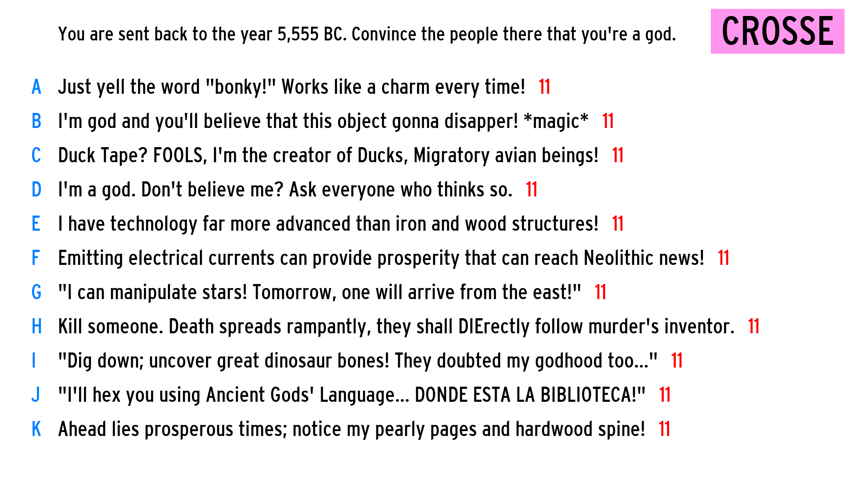 You are sent back to the year 5,555 BC. Convince the people there that you're a god. CROSSE
A Just yell the word "bonky!" Works like a charm every time! 11
B I'm god and you'll believe that this object gonna disapper! *magic* 11
C Duck Tape? FOOLS, I'm the creator of Ducks, Migratory avian beings! 11
D I'm a god. Don't believe me? Ask everyone who thinks so. 11
E I have technology far more advanced than iron and wood structures! 11
F Emitting electrical currents can provide prosperity that can reach Neolithic news! 11
G "I can manipulate stars! Tomorrow, one will arrive from the east!" 11
H Kill someone. Death spreads rampantly, they shall DIErectly follow murder's inventor. 11
I "Dig down; uncover great dinosaur bones! They doubted my godhood too..." 11
J "I'll hex you using Ancient Gods' Language... DONDE ESTA LA BIBLIOTECA!" 11
K Ahead lies prosperous times; notice my pearly pages and hardwood spine! 11